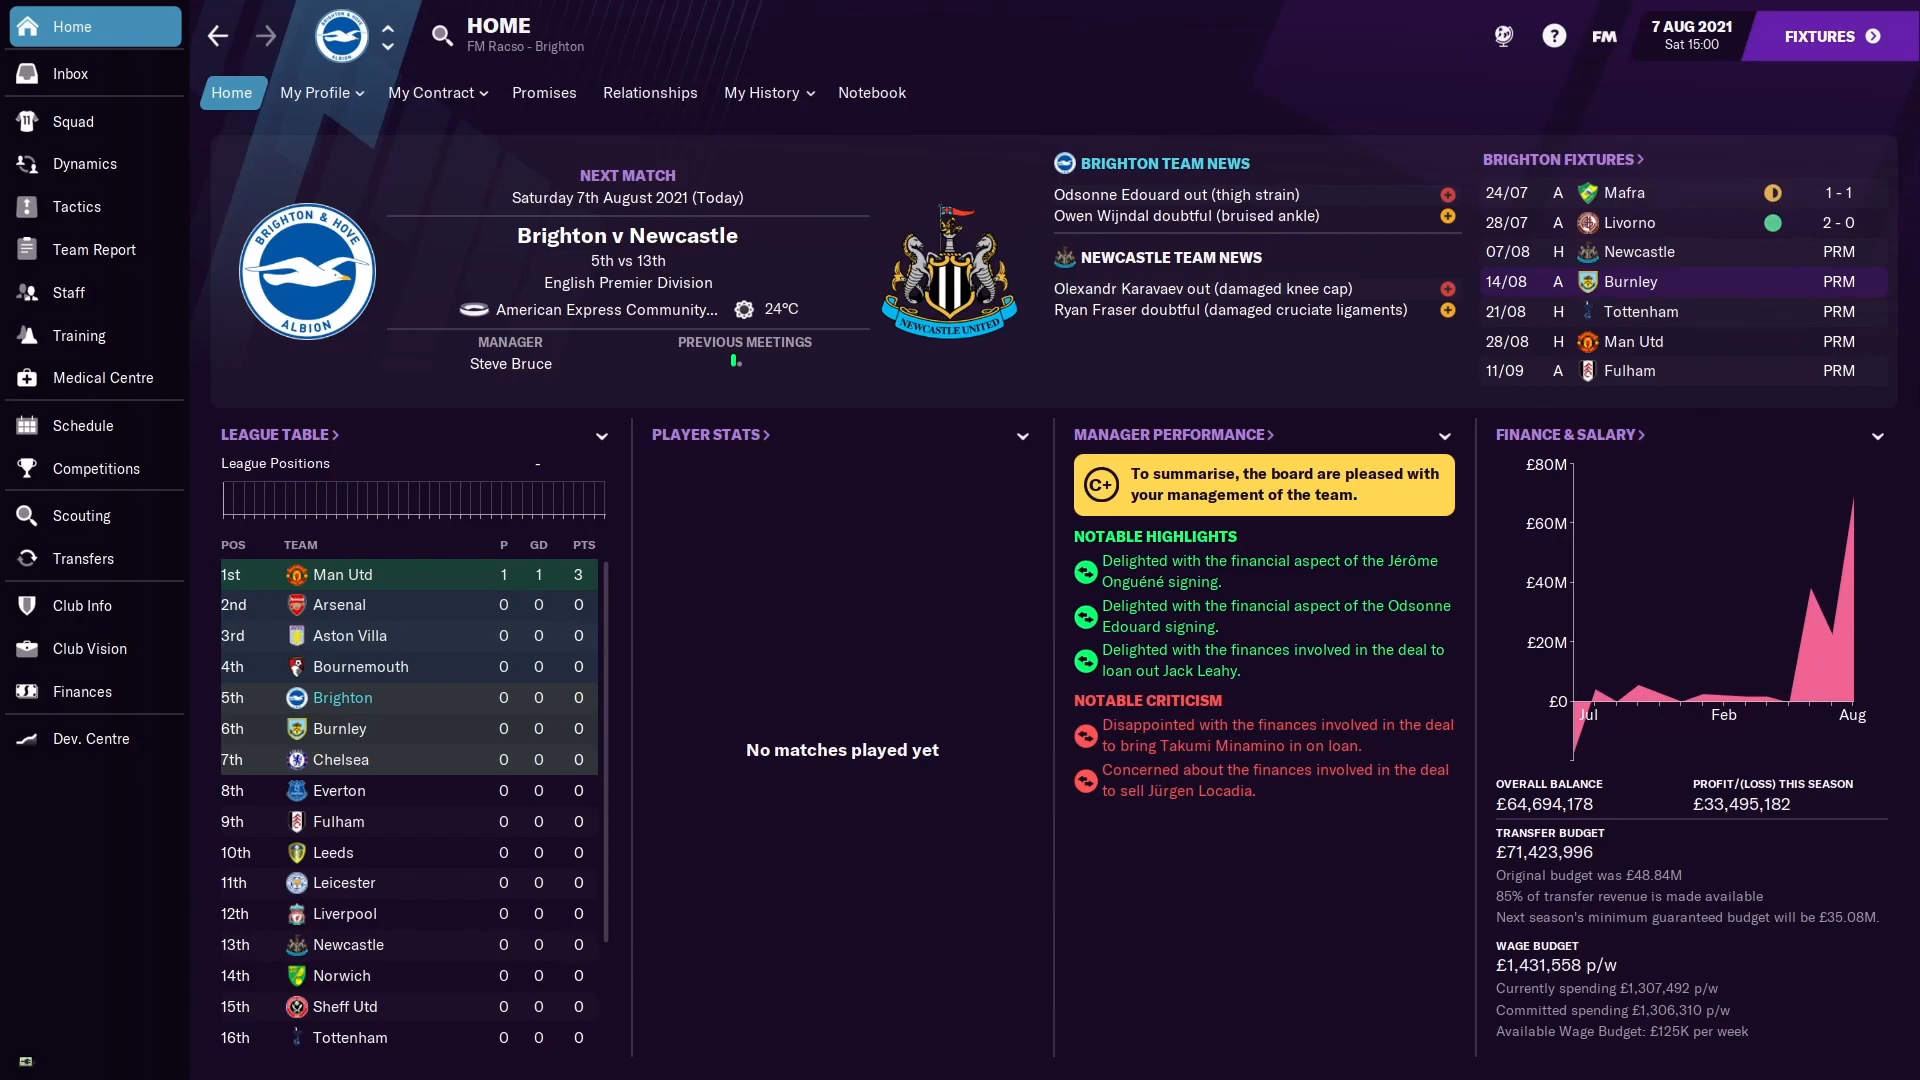 Home
Inbox
Squad
Dynamics
Tactics
Team Report
Staff
Training
Medical Centre
Schedule
Competitions
Scouting
Transfers
Club Info
Club Vision
Finances
Dev. Centre
HOME
FM Racso - Brighton
?
FM
7 AUG 2021
Sat 15:00
FIXTURES
Home
My Profile
My Contract
Promises
Relationships
My History
Notebook
BRIGHTON & HOVE
ALBION
NEXT MATCH
Saturday 7th August 2021 (Today)
Brighton v Newcastle
5th vs 13th
English Premier Division
American Express Community... 24°C
MANAGER
Steve Bruce
PREVIOUS MEETINGS
NEWCASTLE UNITED
BRIGHTON TEAM NEWS
Odsonne Edouard out (thigh strain)
Owen Wijndal doubtful (bruised ankle)
NEWCASTLE TEAM NEWS
Olexandr Karavaev out (damaged knee cap)
Ryan Fraser doubtful (damaged cruciate ligaments)
BRIGHTON FIXTURES
24/07 A Mafra 1 - 1
28/07 A Livorno 2 - 0
07/08 H Newcastle PRM
14/08 A Burnley PRM
21/08 H Tottenham PRM
28/08 H Man Utd PRM
11/09 A Fulham PRM
LEAGUE TABLE
League Positions -
POS TEAM P GD PTS
1st Man Utd 1 1 3
2nd Arsenal 0 0 0
3rd Aston Villa 0 0 0
4th Bournemouth 0 0 0
5th Brighton 0 0 0
6th Burnley 0 0 0
7th Chelsea 0 0 0
8th Everton 0 0 0
9th Fulham 0 0 0
10th Leeds 0 0 0
11th Leicester 0 0 0
12th Liverpool 0 0 0
13th Newcastle 0 0 0
14th Norwich 0 0 0
15th Sheff Utd 0 0 0
16th Tottenham 0 0 0
PLAYER STATS
No matches played yet
MANAGER PERFORMANCE
C+
To summarise, the board are pleased with
your management of the team.
NOTABLE HIGHLIGHTS
Delighted with the financial aspect of the Jérôme
Onguéné signing.
Delighted with the financial aspect of the Odsonne
Edouard signing.
Delighted with the finances involved in the deal to
loan out Jack Leahy.
NOTABLE CRITICISM
Disappointed with the finances involved in the deal
to bring Takumi Minamino in on loan.
Concerned about the finances involved in the deal
to sell Jürgen Locadia.
FINANCE & SALARY
£80M
£60M
£40M
£20M
£0
Jul Feb Aug
OVERALL BALANCE
£64,694,178
PROFIT/(LOSS) THIS SEASON
£33,495,182
TRANSFER BUDGET
£71,423,996
Original budget was £48.84M
85% of transfer revenue is made available
Next season's minimum guaranteed budget will be £35.08M.
WAGE BUDGET
£1,431,558 p/w
Currently spending £1,307,492 p/w
Committed spending £1,306,310 p/w
Available Wage Budget: £125K per week